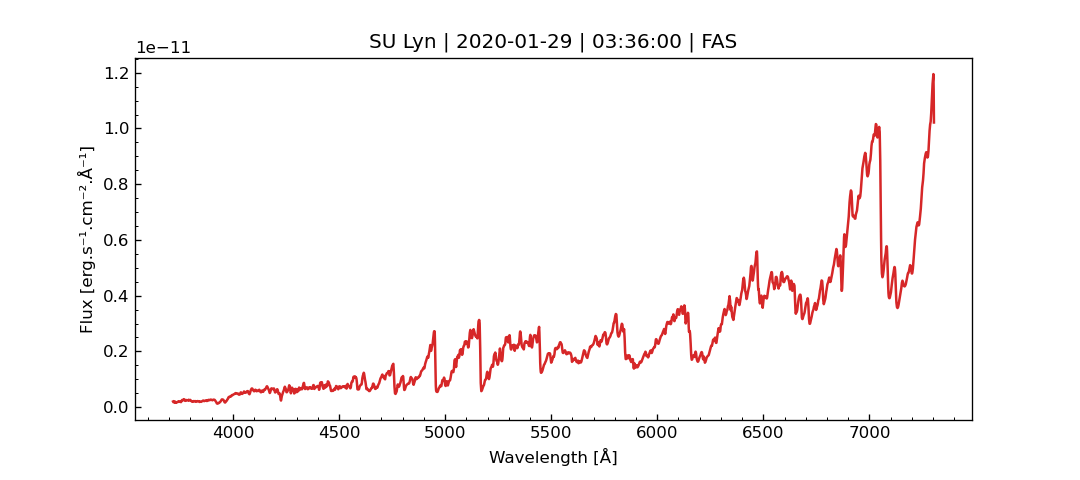 SU Lyn | 2020-01-29 | 03:36:00 | FAS
1e−11
1.2
1.0
0.8
0.6
0.4
0.2
0.0
Flux [erg.s⁻¹.cm⁻².Å⁻¹]
4000 4500 5000 5500 6000 6500 7000
Wavelength [Å]